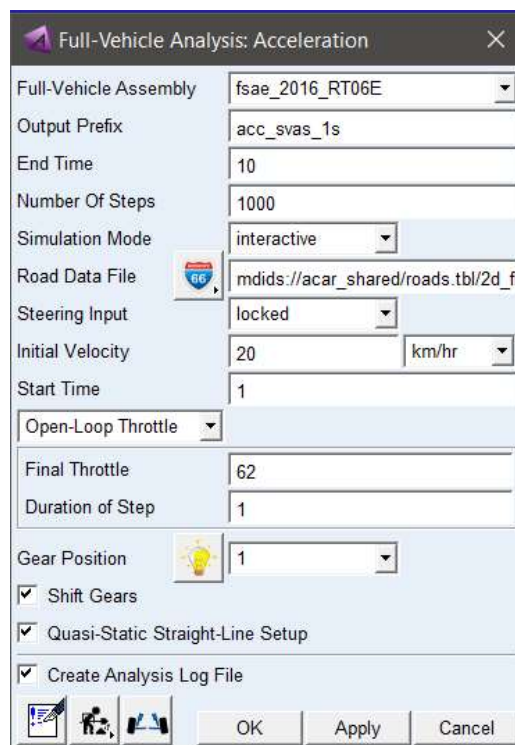 Full-Vehicle Analysis: Acceleration
Full-Vehicle Assembly fsae_2016_RT06E
Output Prefix acc_svas_1s
End Time 10
Number Of Steps 1000
Simulation Mode interactive
Road Data File 66 mdids://acar_shared/roads.tbl/2d_f
Steering Input locked
Initial Velocity 20 km/hr
Start Time 1
Open-Loop Throttle
Final Throttle 62
Duration of Step 1
Gear Position 1
Shift Gears
Quasi-Static Straight-Line Setup
Create Analysis Log File
OK Apply Cancel